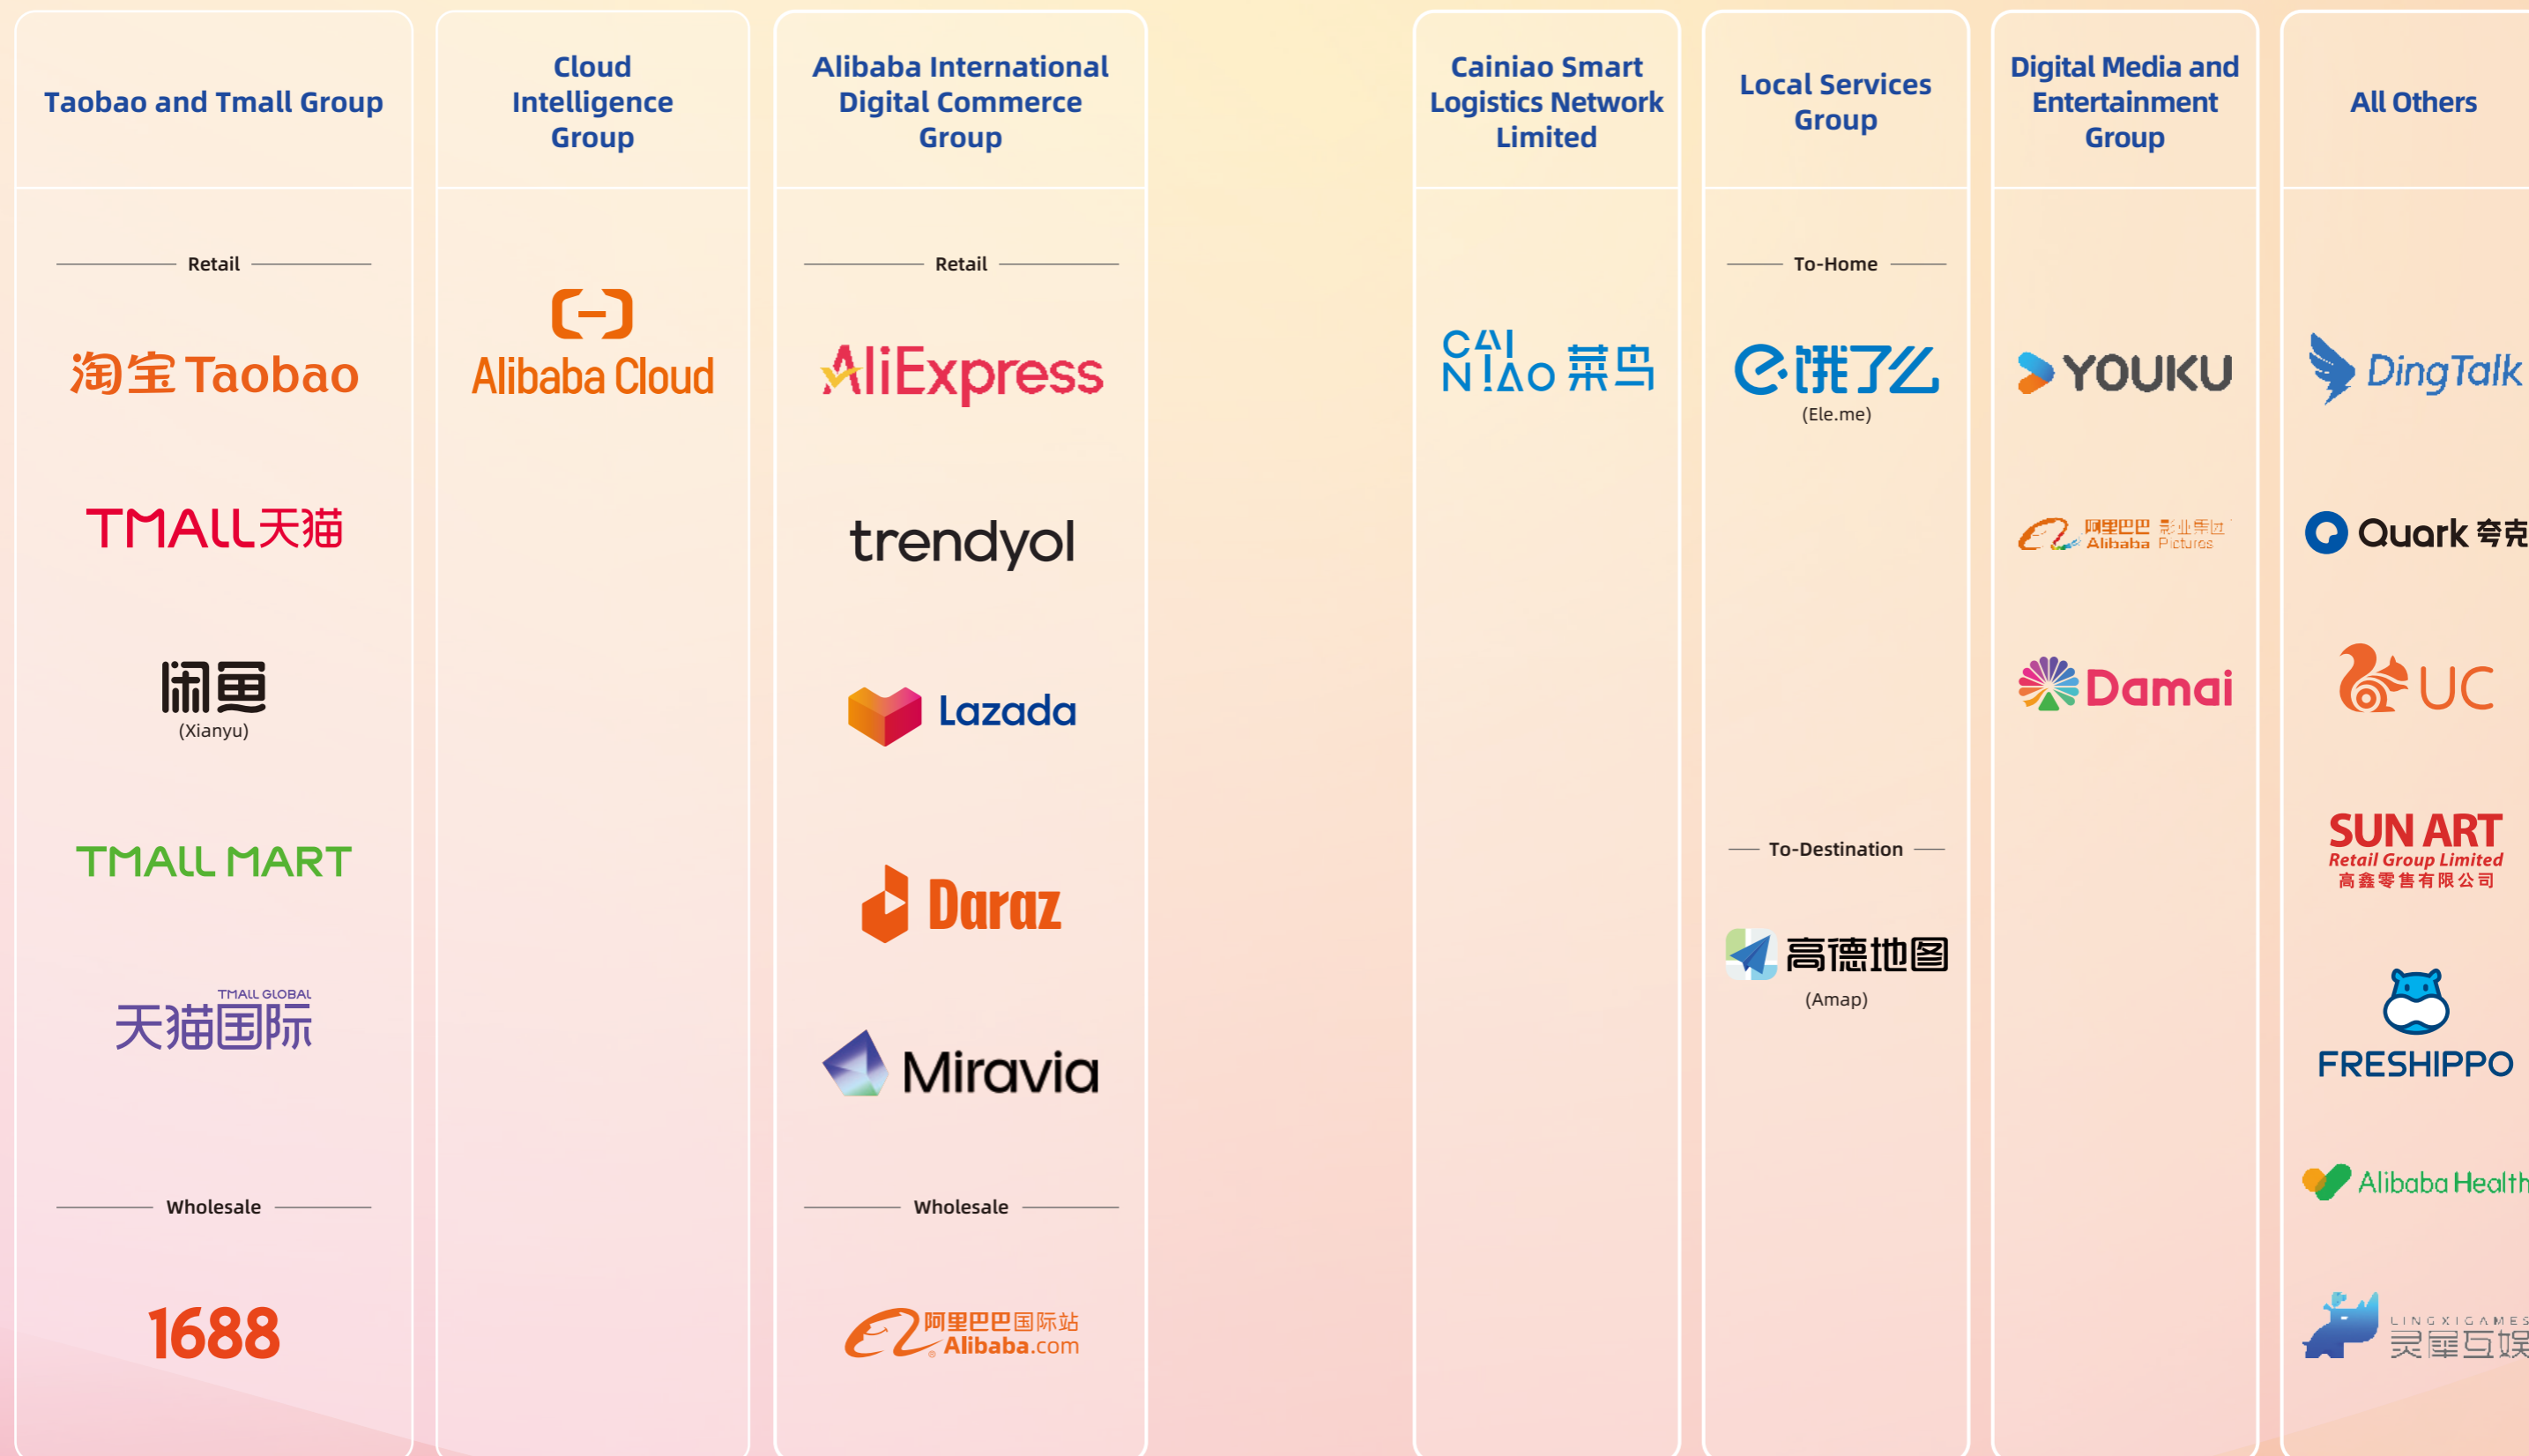 Taobao and Tmall Group
Retail
淘宝 Taobao
TMALL天猫
闲鱼
(Xianyu)
TMALL MART
TMALL GLOBAL
天猫国际
Wholesale
1688
Cloud
Intelligence
Group
Alibaba Cloud
Alibaba International
Digital Commerce
Group
Retail
AliExpress
trendyol
Lazada
Daraz
Miravia
Wholesale
阿里巴巴国际站
Alibaba.com
Cainiao Smart
Logistics Network
Limited
CAI
NIAO 菜鸟
Local Services
Group
To-Home
饿了么
(Ele.me)
To-Destination
高德地图
(Amap)
Digital Media and
Entertainment
Group
YOUKU
阿里巴巴 影业集团
Alibaba Pictures
Damai
All Others
DingTalk
Quark 夸克
UC
SUN ART
Retail Group Limited
高鑫零售有限公司
FRESHIPPO
Alibaba Health
LINGXIGAMES
灵犀互娱